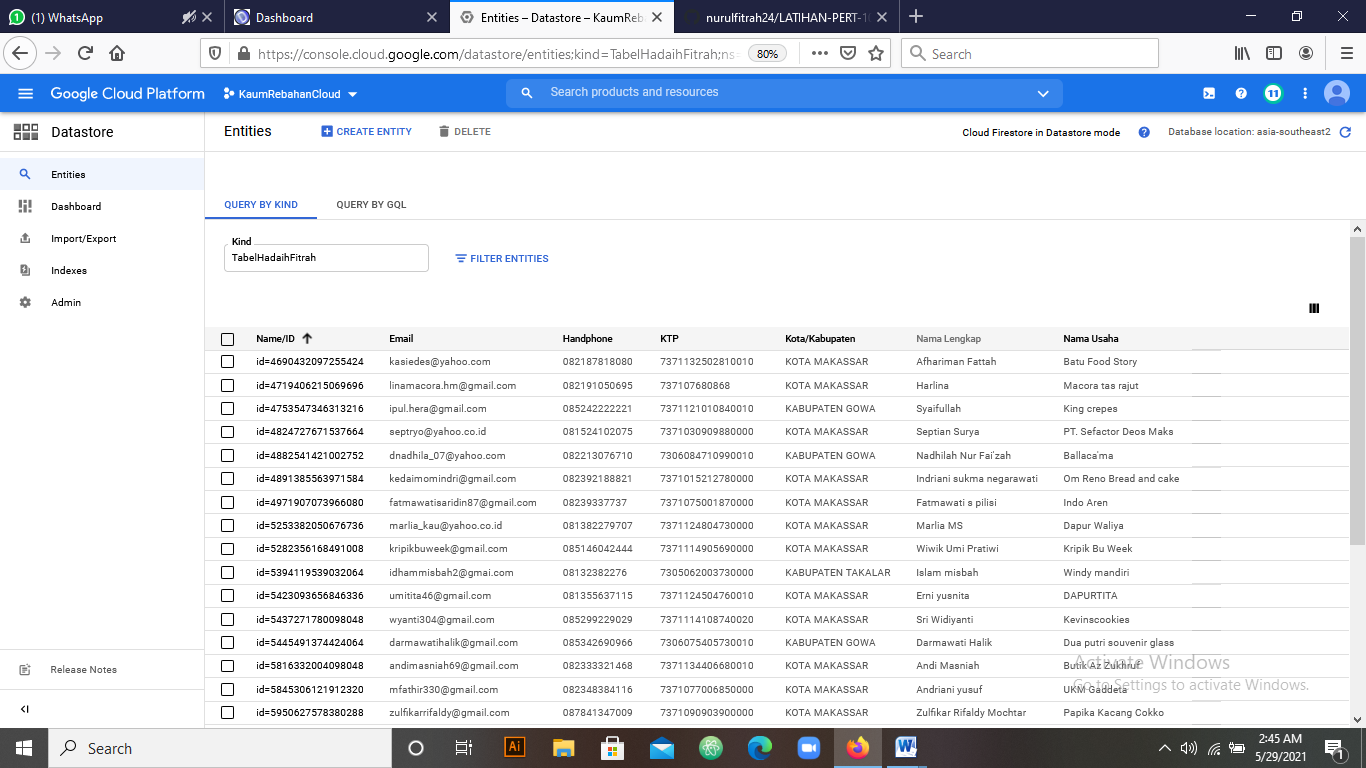 (1) WhatsApp
Dashboard
Entities – Datastore – KaumReb
nurulfitrah24/LATIHAN-PERT-1
https://console.cloud.google.com/datastore/entities;kind=TabelHadaihFitrah;ns=
80%
Search
Google Cloud Platform
KaumRebahanCloud
Search products and resources
11
Datastore
Entities
CREATE ENTITY
DELETE
Cloud Firestore in Datastore mode
Database location: asia-southeast2
Entities
Dashboard
Import/Export
Indexes
Admin
QUERY BY KIND
QUERY BY GQL
Kind
TabelHadaihFitrah
FILTER ENTITIES
Name/ID Email Handphone KTP Kota/Kabupaten Nama Lengkap Nama Usaha
id=4690432097255424 kasiedes@yahoo.com 082187818080 7371132502810010 KOTA MAKASSAR Afhariman Fattah Batu Food Story
id=4719406215069696 linamacora.hm@gmail.com 082191050695 737107680868 KOTA MAKASSAR Harlina Macora tas rajut
id=4753547346313216 ipul.hera@gmail.com 085242222221 7371121010840010 KABUPATEN GOWA Syaifullah King crepes
id=4824727671537664 septryo@yahoo.co.id 081524102075 7371030909880000 KOTA MAKASSAR Septian Surya PT. Sefactor Deos Maks
id=4882541421002752 dnadhila_07@yahoo.com 082213076710 7306084710990010 KABUPATEN GOWA Nadhilah Nur Fai'zah Ballaca'ma
id=4891385563971584 kedaimomindri@gmail.com 082392188821 7371015212780000 KOTA MAKASSAR Indriani sukma negarawati Om Reno Bread and cake
id=4971907073966080 fatmawatisaridin87@gmail.com 08239337737 7371075001870000 KOTA MAKASSAR Fatmawati s pilisi Indo Aren
id=5253382050676736 marlia_kau@yahoo.co.id 081382279707 7371124804730000 KOTA MAKASSAR Marlia MS Dapur Waliya
id=5282356168491008 kripikbuweek@gmail.com 085146042444 7371114905690000 KOTA MAKASSAR Wiwik Umi Pratiwi Kripik Bu Week
id=5394119539032064 idhammisbah2@gmai.com 08132382276 7305062003730000 KABUPATEN TAKALAR Islam misbah Windy mandiri
id=5423093656846336 umitita46@gmail.com 081355637115 7371124504760010 KOTA MAKASSAR Erni yusnita DAPURTITA
id=5437271780098048 wyanti304@gmail.com 085299229029 7371114108740020 KOTA MAKASSAR Sri Widiyanti Kevinscookies
id=5445491374424064 darmawatihalik@gmail.com 085342690966 7306075405730010 KABUPATEN GOWA Darmawati Halik Dua putri souvenir glass
id=5816332004098048 andimasniah69@gmail.com 082333321468 7371134406680010 KOTA MAKASSAR Andi Masniah Butik Az Zukhruf
id=5845306121912320 mfathir330@gmail.com 082348384116 7371077006850000 KOTA MAKASSAR Andriani yusuf UKM Gaddeta
id=5950627578380288 zulfikarrifaldy@gmail.com 087841347009 7371090903900000 KOTA MAKASSAR Zulfikar Rifaldy Mochtar Papika Kacang Cokko
Activate Windows
Go to Settings to activate Windows.
Release Notes
Search
2:45 AM
5/29/2021
1